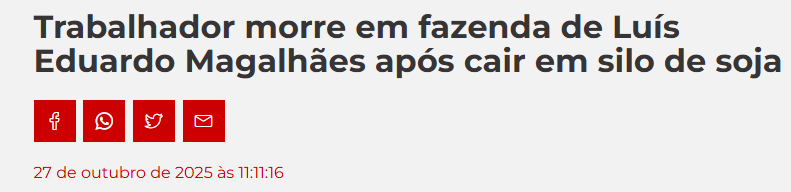 Trabalhador morre em fazenda de Luís
Eduardo Magalhães após cair em silo de soja
27 de outubro de 2025 às 11:11:16